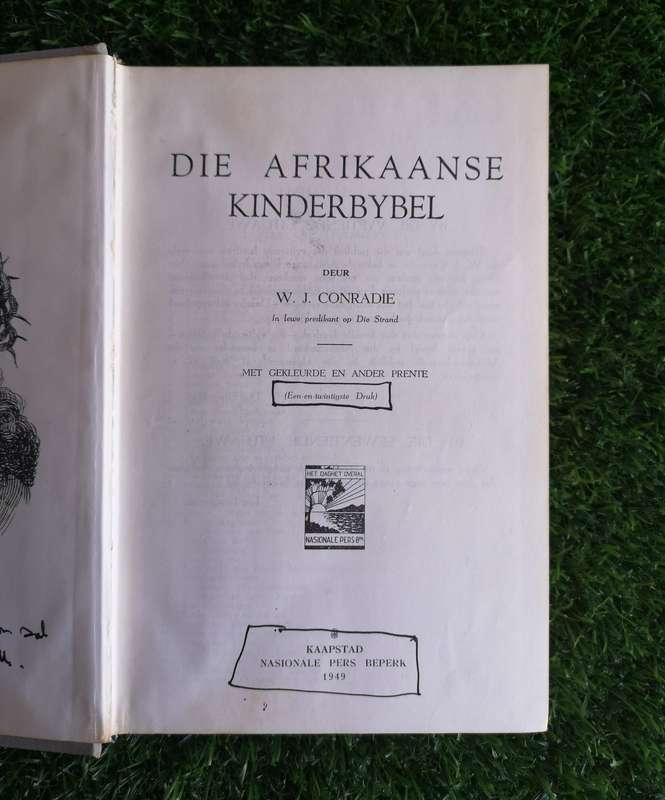 DIE AFRIKAANSE
KINDERBYBEL
DEUR
W. J. CONRADIE
In lewe predikant op Die Strand
MET GEKLEURDE EN ANDER PRENTE
(Een-en-twintigste Druk)
HET DAGHET OVERAL
NASIONALE PERS BPK
KAAPSTAD
NASIONALE PERS BEPERK
1949